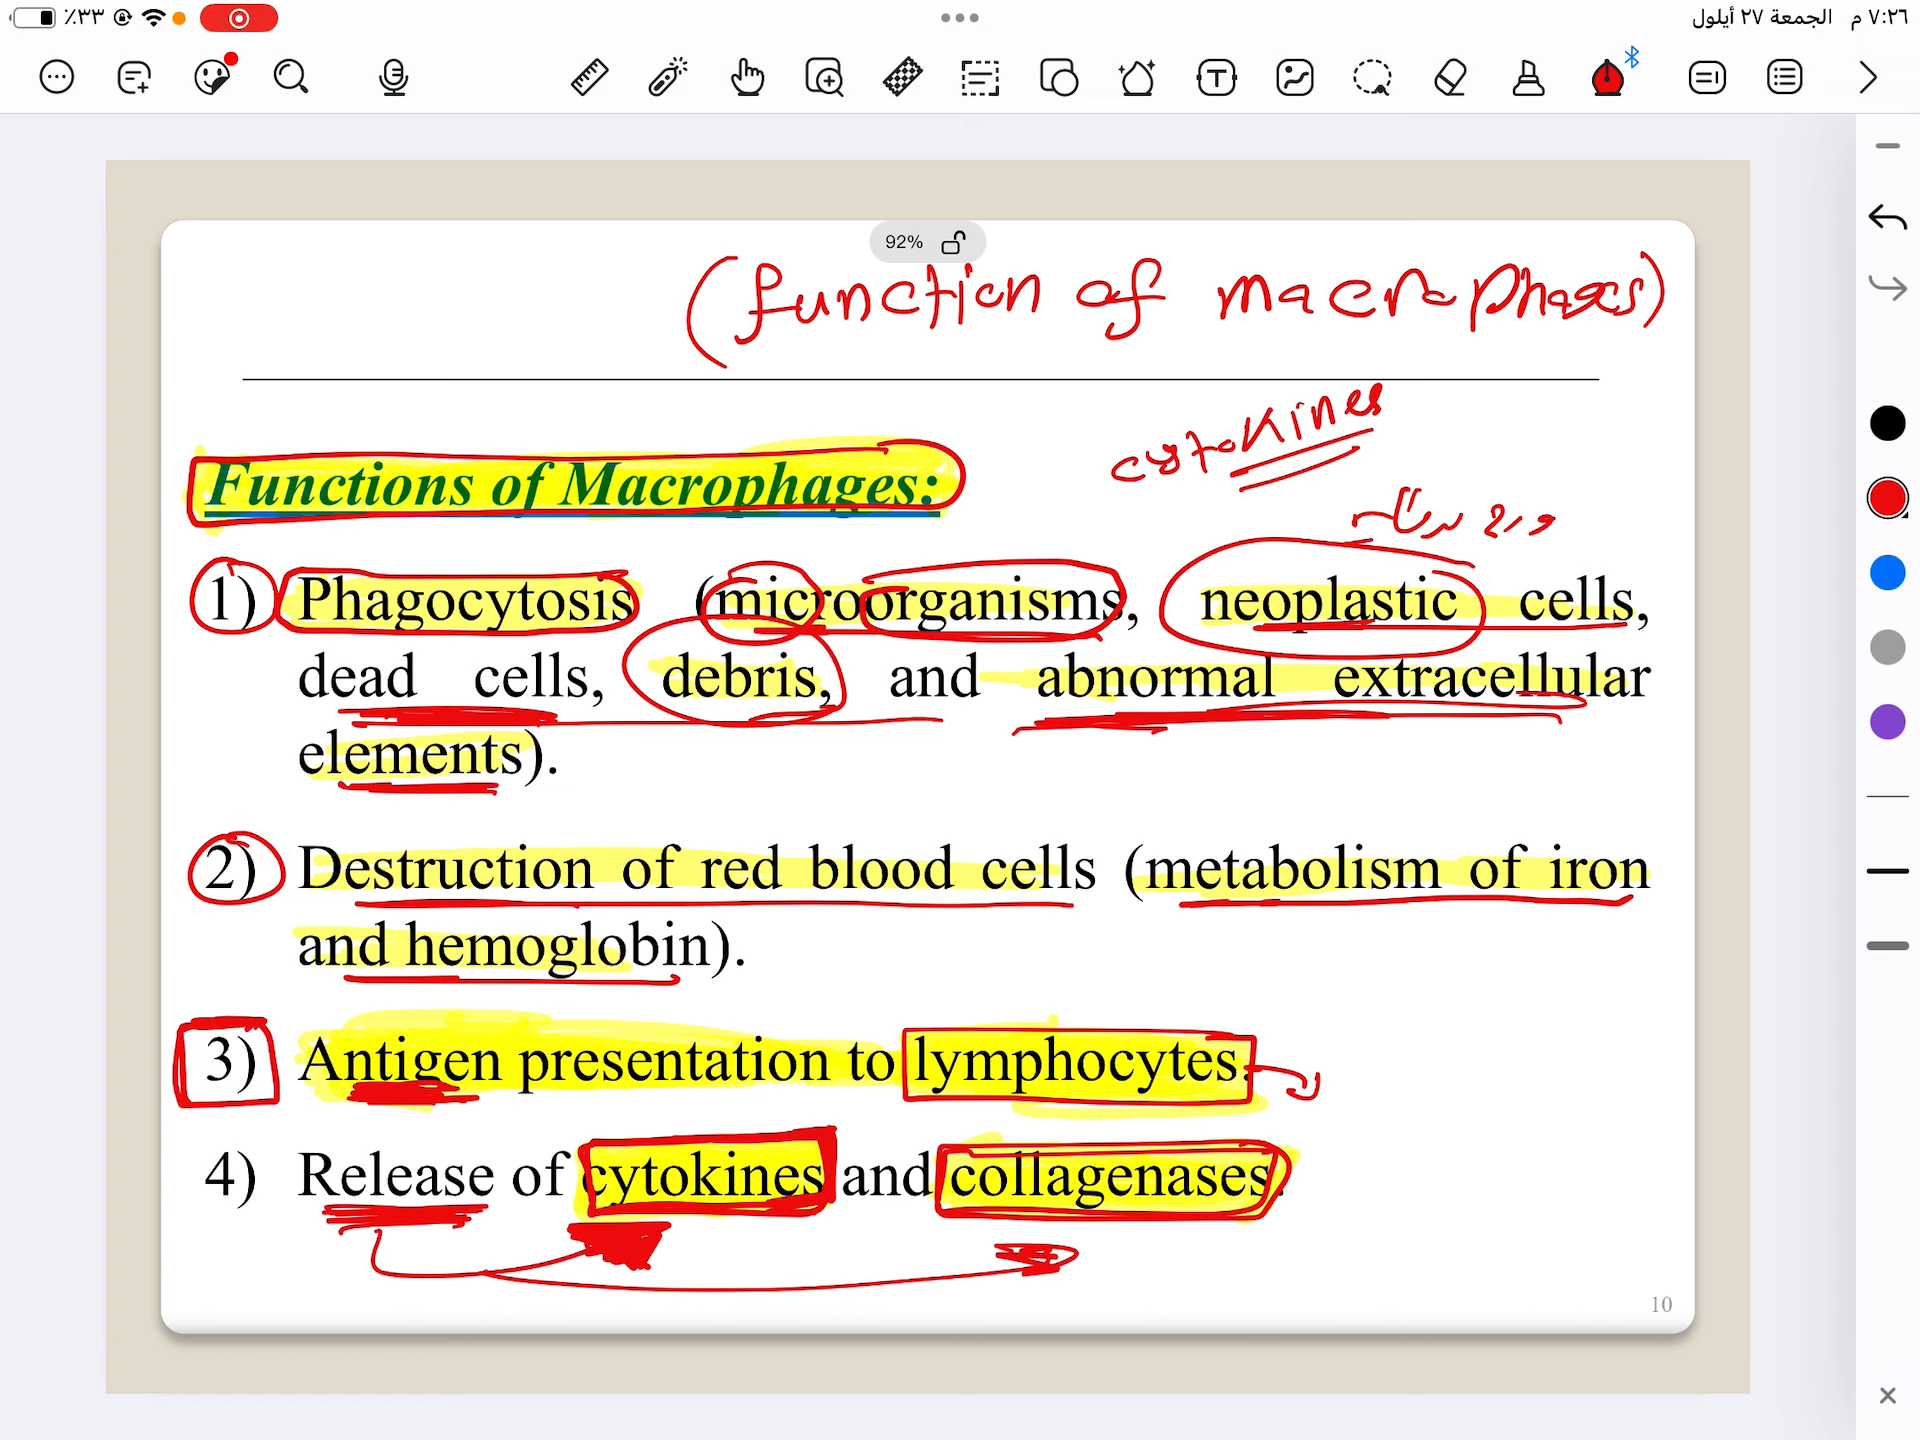 ٪٣٣
٧:٢٦ م الجمعة ٢٧ أيلول
92%
(function of macrophages)
cytokines
Functions of Macrophages:
1) Phagocytosis (microorganisms, neoplastic cells,
dead cells, debris, and abnormal extracellular
elements).
2) Destruction of red blood cells (metabolism of iron
and hemoglobin).
3) Antigen presentation to lymphocytes.
4) Release of cytokines and collagenases.
10